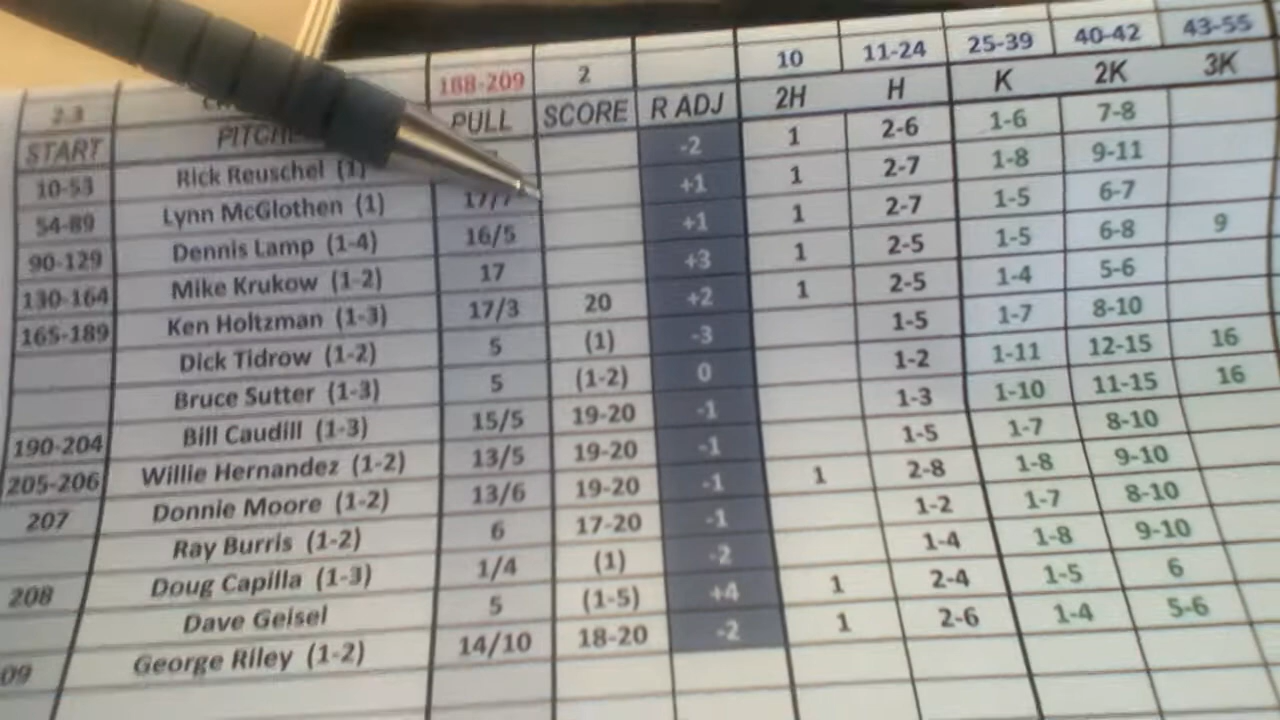 2.3 188-209 2 10 11-24 25-39 40-42 43-55
START PULL SCORE R ADJ 2H H K 2K 3K
10-53 Rick Reuschel (1) -2 1 2-6 1-6 7-8
54-89 Lynn McGlothen (1) 17/7 +1 1 2-7 1-8 9-11
90-129 Dennis Lamp (1-4) 16/5 +1 1 2-7 1-5 6-7
130-164 Mike Krukow (1-2) 17 +3 1 2-5 1-5 6-8 9
165-189 Ken Holtzman (1-3) 17/3 20 +2 1 2-5 1-4 5-6
Dick Tidrow (1-2) 5 (1) -3 1-5 1-7 8-10
Bruce Sutter (1-3) 5 (1-2) 0 1-2 1-11 12-15 16
190-204 Bill Caudill (1-3) 15/5 19-20 -1 1-3 1-10 11-15 16
205-206 Willie Hernandez (1-2) 13/5 19-20 -1 1-5 1-7 8-10
207 Donnie Moore (1-2) 13/6 19-20 -1 1 2-8 1-8 9-10
Ray Burris (1-2) 6 17-20 -1 1-2 1-7 8-10
208 Doug Capilla (1-3) 1/4 (1) -2 1-4 1-8 9-10
Dave Geisel 5 (1-5) +4 1 2-4 1-5 6
09 George Riley (1-2) 14/10 18-20 -2 1 2-6 1-4 5-6